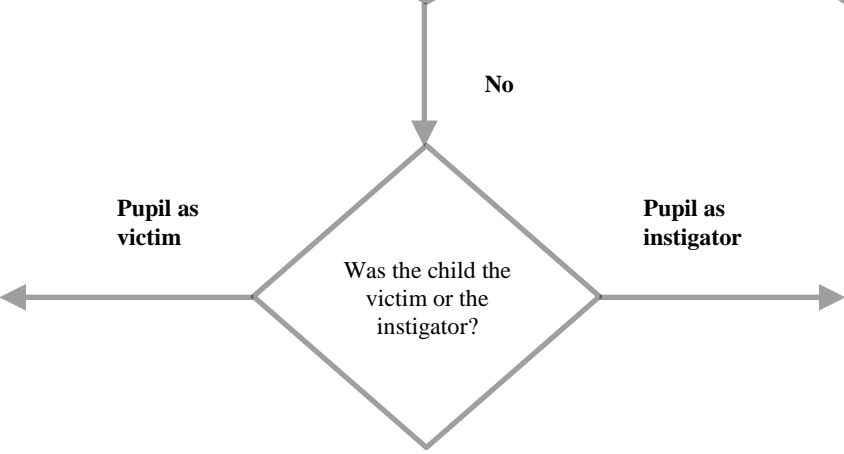 No
Pupil as
victim
Pupil as
instigator
Was the child the
victim or the
instigator?